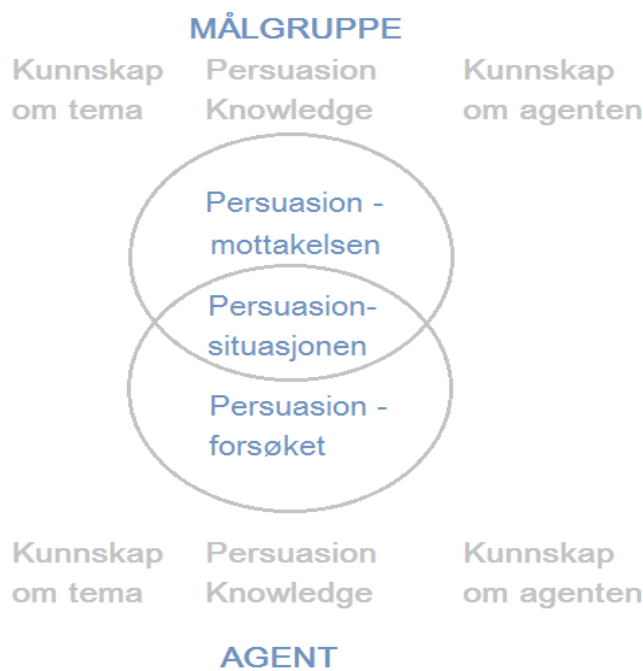 MÅLGRUPPE
Kunnskap Persuasion Kunnskap
om tema Knowledge om agenten
Persuasion -
mottakelsen
Persuasion-
situasjonen
Persuasion -
forsøket
Kunnskap Persuasion Kunnskap
om tema Knowledge om agenten
AGENT